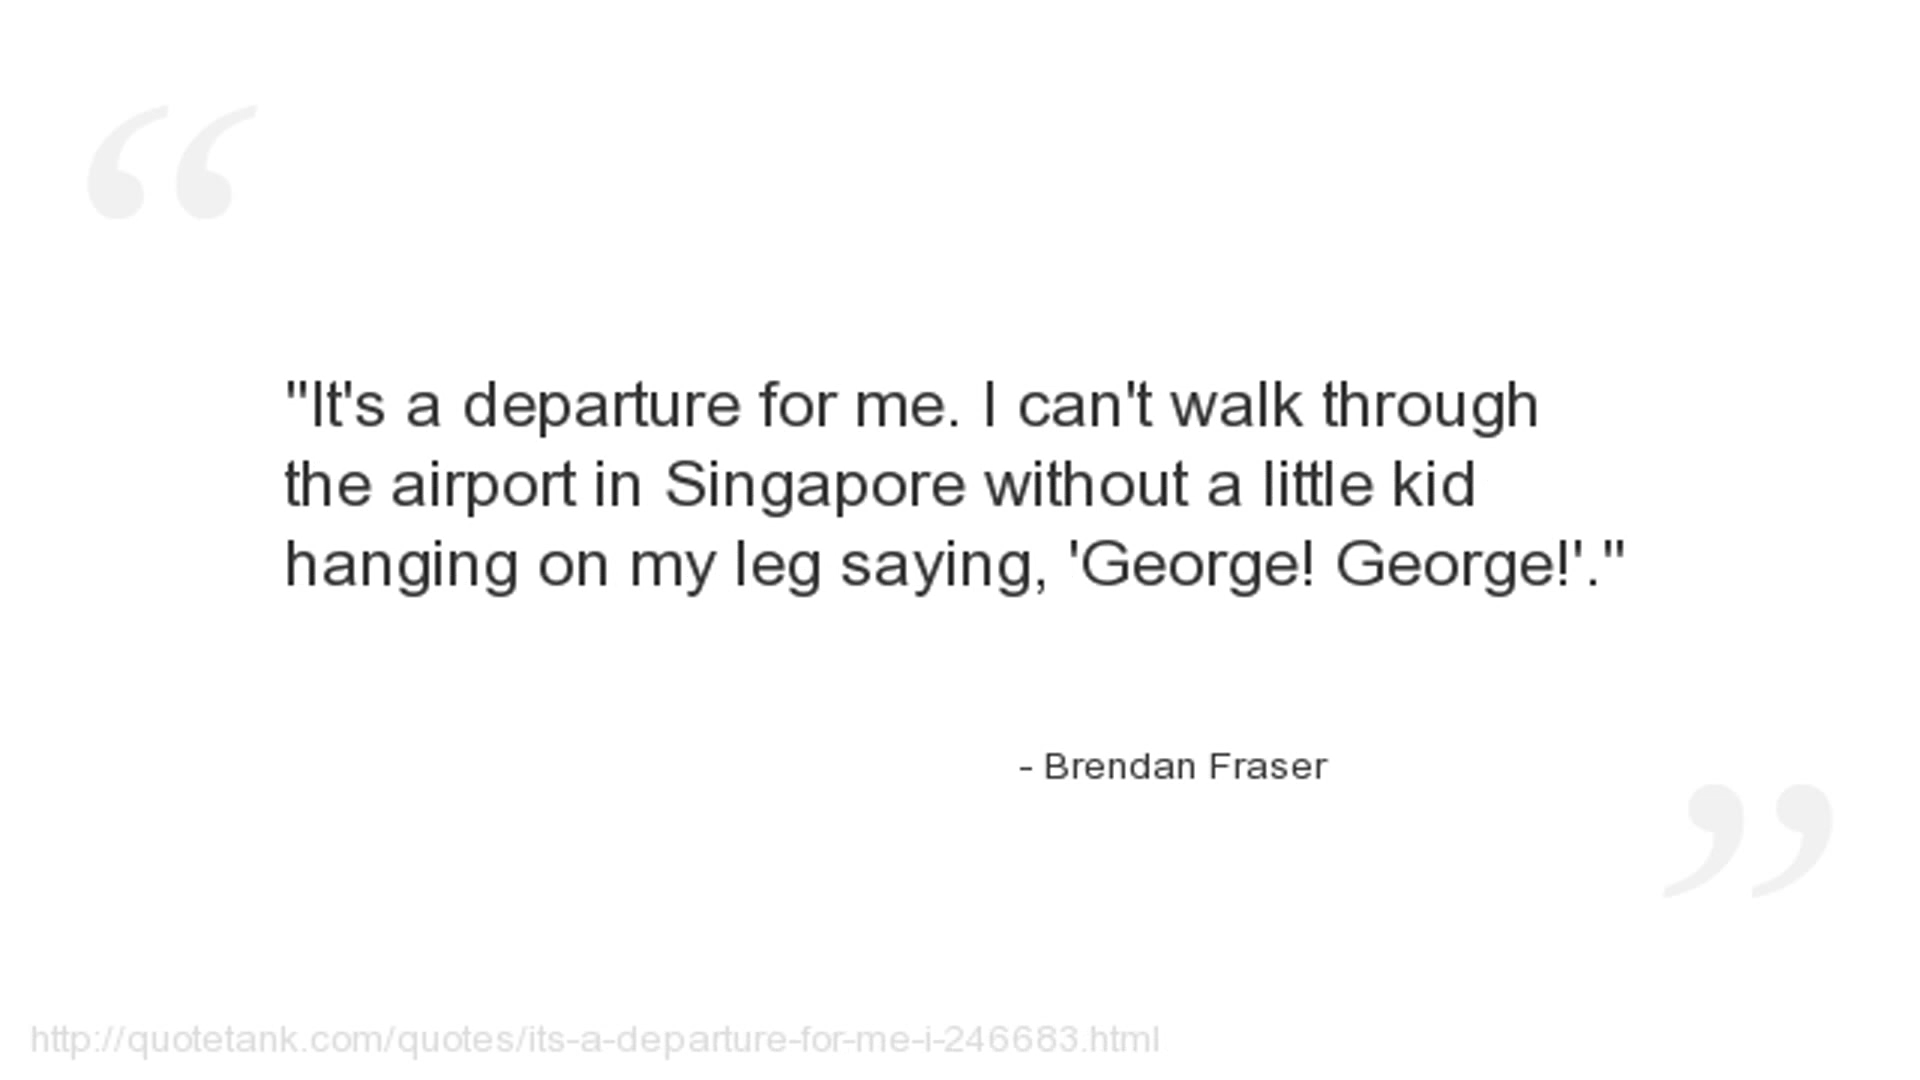 "It's a departure for me. I can't walk through
the airport in Singapore without a little kid
hanging on my leg saying, 'George! George!'."
- Brendan Fraser
http://quotetank.com/quotes/its-a-departure-for-me-i-246683.html